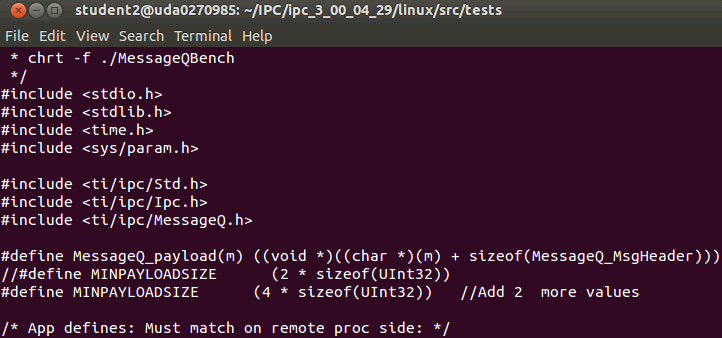 student2@uda0270985: ~/IPC/ipc_3_00_04_29/linux/src/tests
File Edit View Search Terminal Help
 * chrt -f ./MessageQBench
 */
#include <stdio.h>
#include <stdlib.h>
#include <time.h>
#include <sys/param.h>
#include <ti/ipc/Std.h>
#include <ti/ipc/Ipc.h>
#include <ti/ipc/MessageQ.h>
#define MessageQ_payload(m) ((void *)((char *)(m) + sizeof(MessageQ_MsgHeader)))
//#define MINPAYLOADSIZE      (2 * sizeof(UInt32))
#define MINPAYLOADSIZE      (4 * sizeof(UInt32))   //Add 2  more values
/* App defines: Must match on remote proc side: */